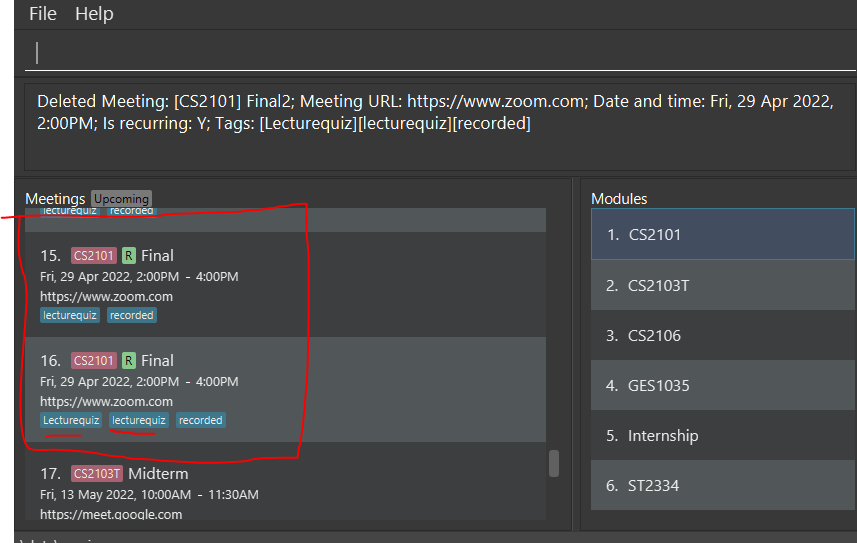 File Help
Deleted Meeting: [CS2101] Final2; Meeting URL: https://www.zoom.com; Date and time: Fri, 29 Apr 2022,
2:00PM; Is recurring: Y; Tags: [Lecturequiz][lecturequiz][recorded]
Meetings Upcoming
lecturequiz recorded
15. CS2101 R Final
Fri, 29 Apr 2022, 2:00PM - 4:00PM
https://www.zoom.com
lecturequiz recorded
16. CS2101 R Final
Fri, 29 Apr 2022, 2:00PM - 4:00PM
https://www.zoom.com
Lecturequiz lecturequiz recorded
17. CS2103T Midterm
Fri, 13 May 2022, 10:00AM - 11:30AM
https://meet.google.com
Modules
1. CS2101
2. CS2103T
3. CS2106
4. GES1035
5. Internship
6. ST2334